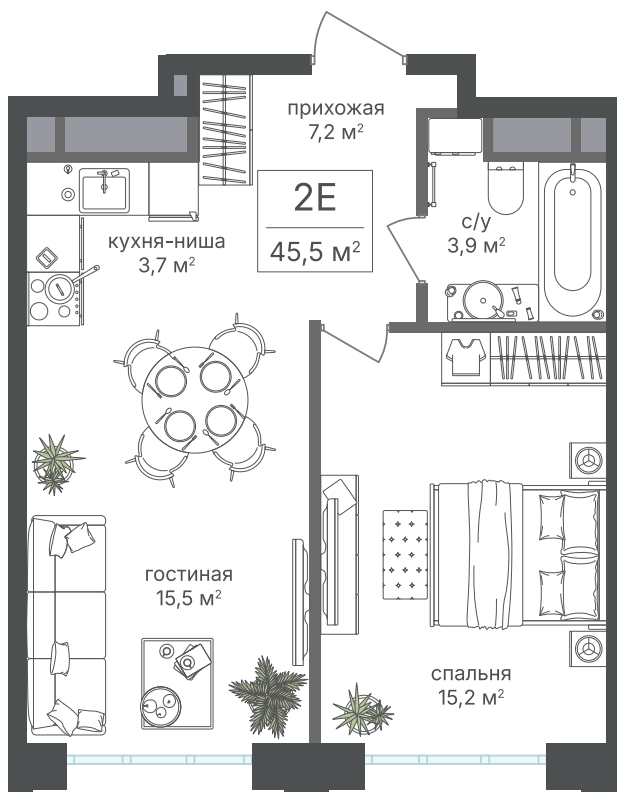 прихожая
7,2 м²
2Е
45,5 м²
с/у
3,9 м²
кухня-ниша
3,7 м²
гостиная
15,5 м²
спальня
15,2 м²